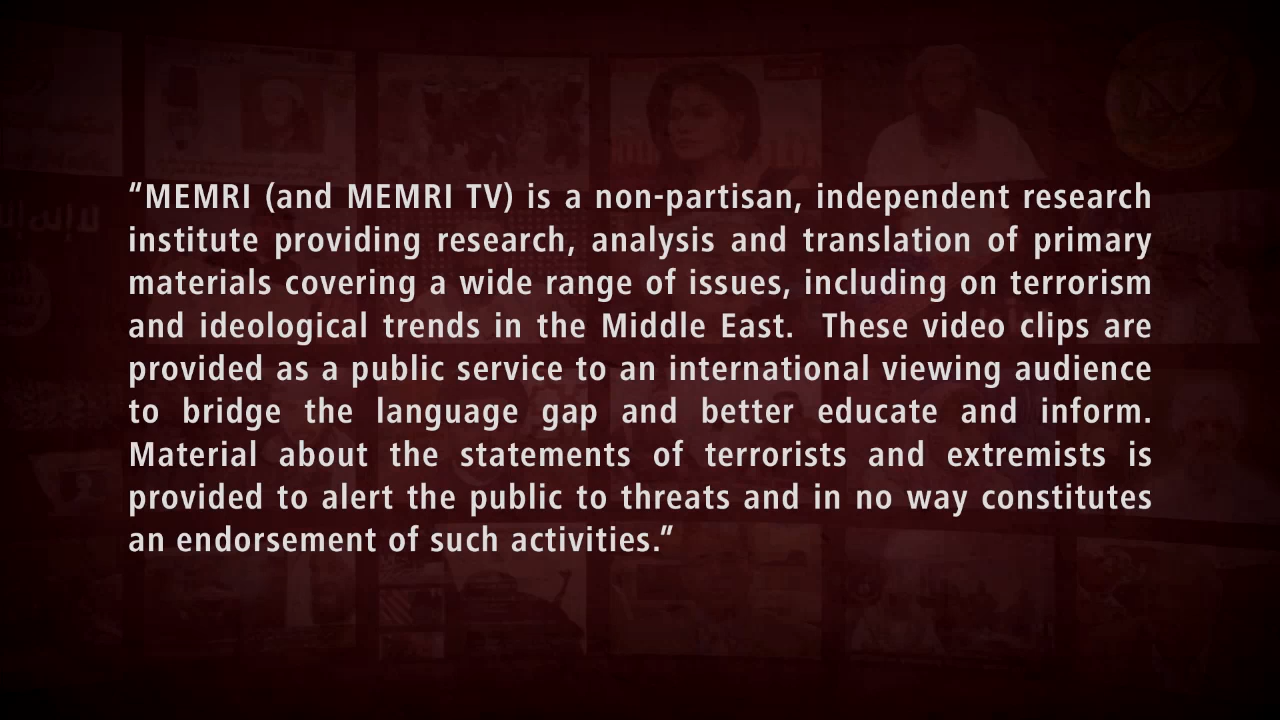 “MEMRI (and MEMRI TV) is a non-partisan, independent research
institute providing research, analysis and translation of primary
materials covering a wide range of issues, including on terrorism
and ideological trends in the Middle East.  These video clips are
provided as a public service to an international viewing audience
to bridge the language gap and better educate and inform.
Material about the statements of terrorists and extremists is
provided to alert the public to threats and in no way constitutes
an endorsement of such activities.”